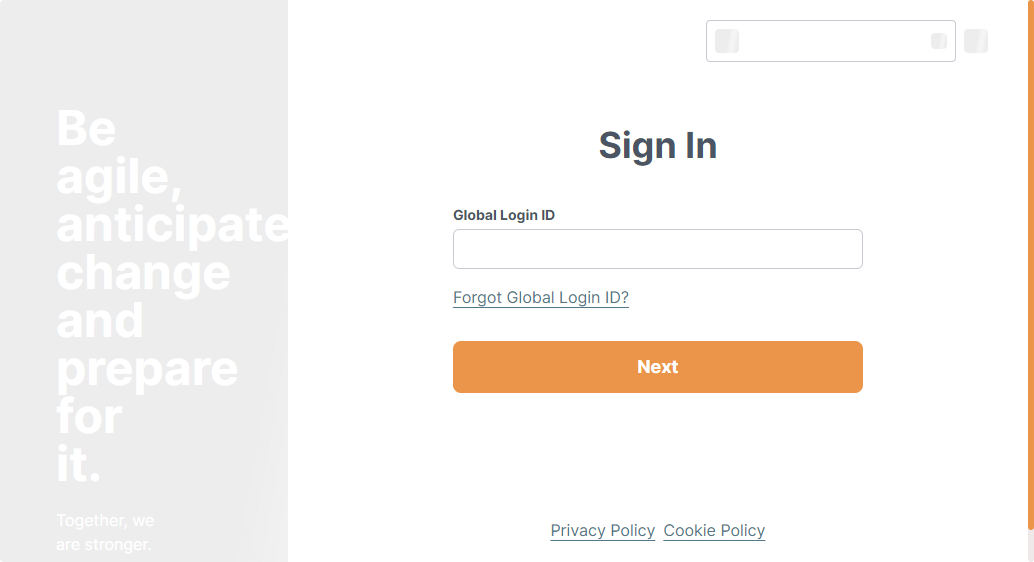 Be
agile,
anticipate
change
and
prepare
for
it.
Together, we
are stronger.
Sign In
Global Login ID
Forgot Global Login ID?
Next
Privacy Policy Cookie Policy